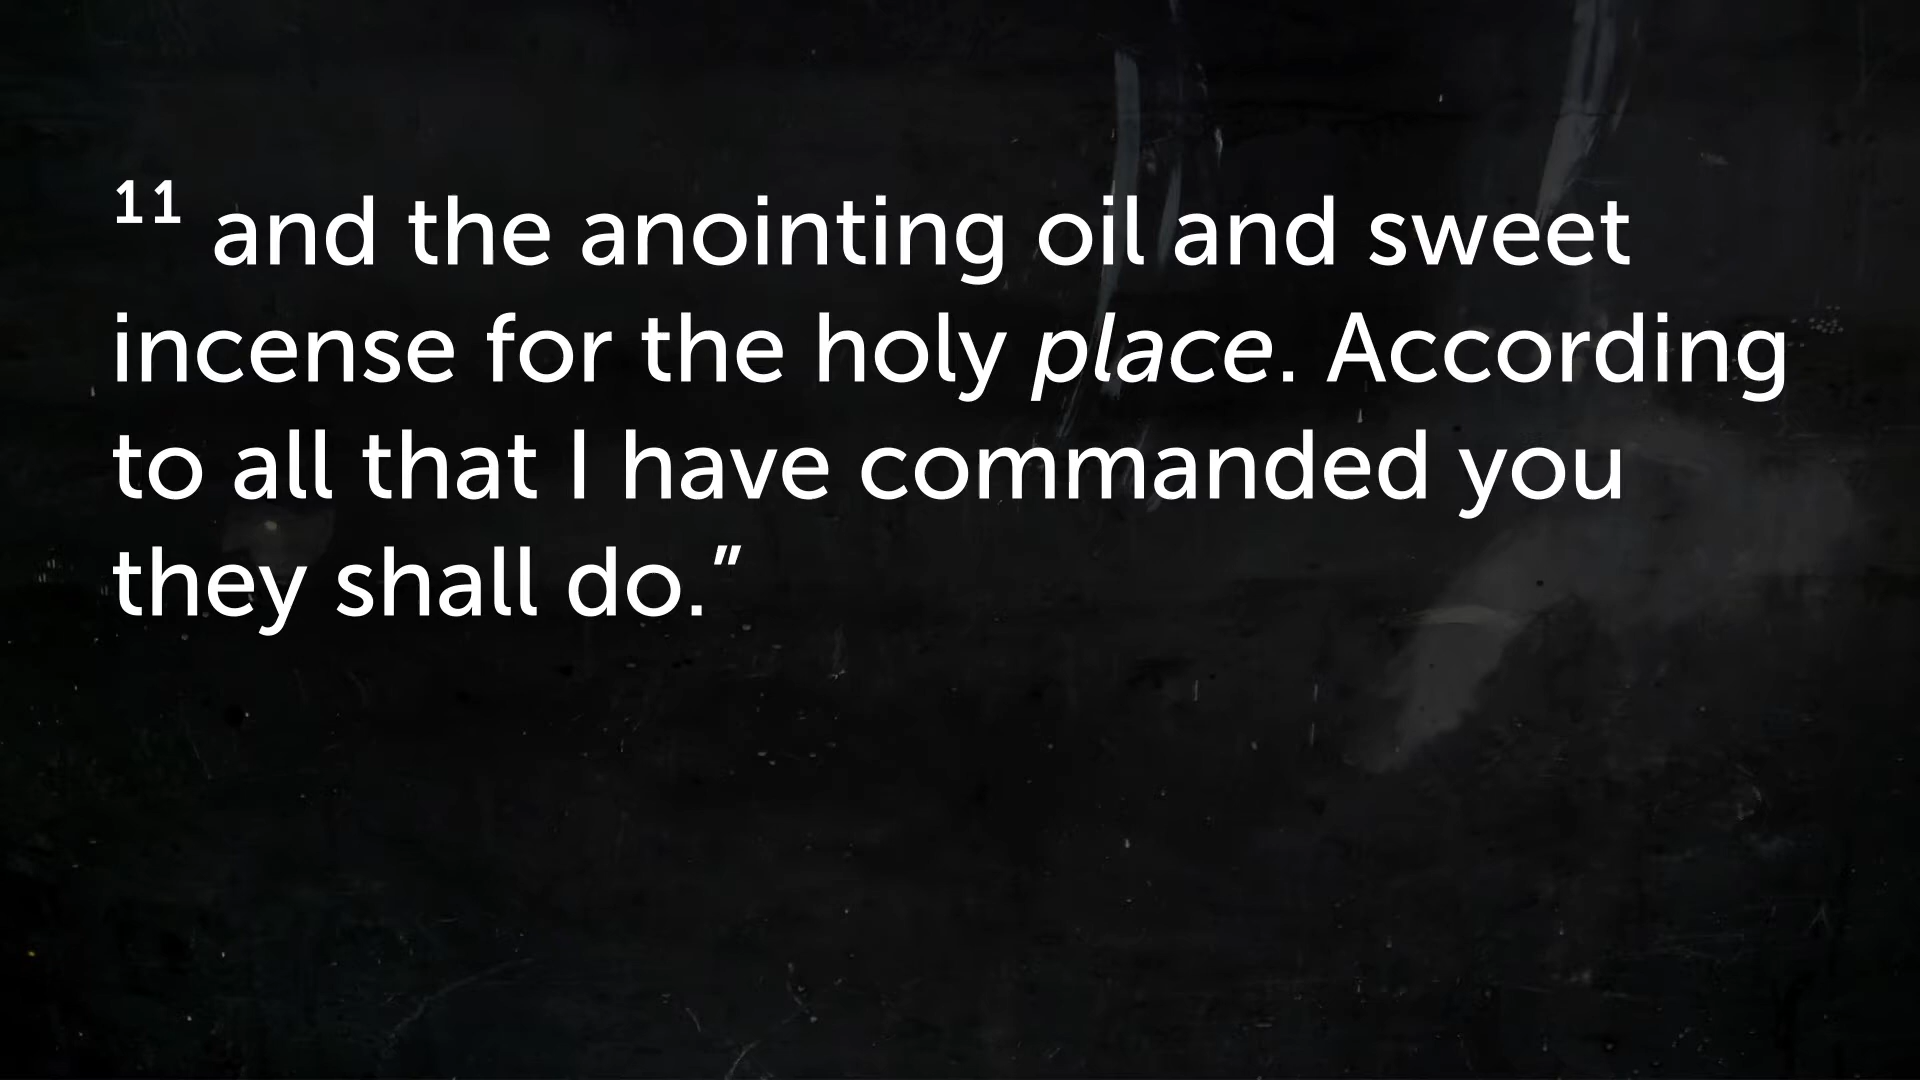 11 and the anointing oil and sweet
incense for the holy place. According
to all that I have commanded you
they shall do.”